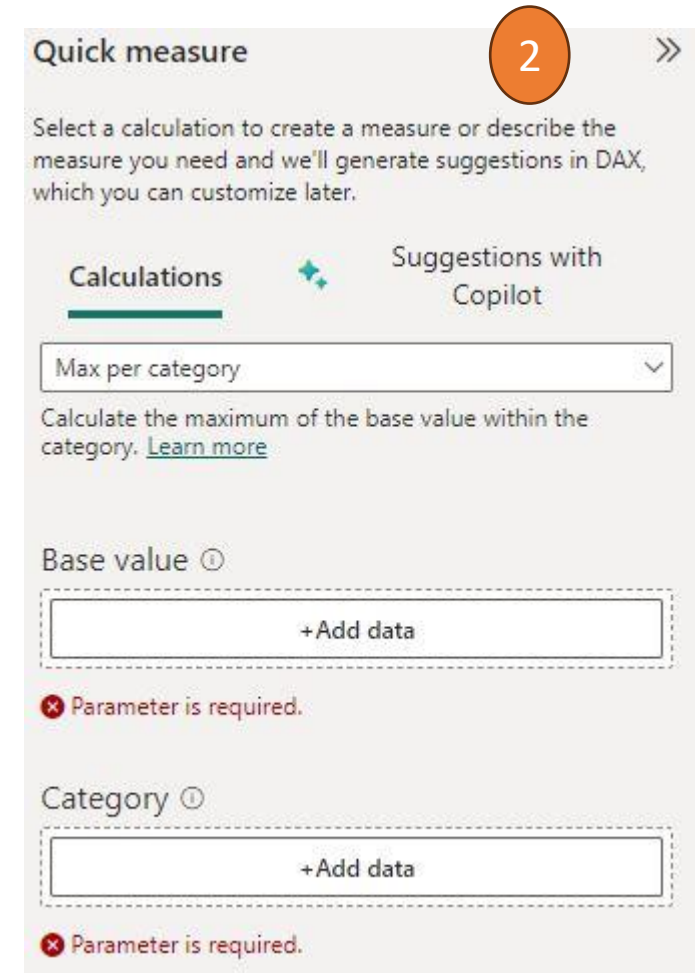 Quick measure
2
Select a calculation to create a measure or describe the
measure you need and we'll generate suggestions in DAX,
which you can customize later.
Calculations
Suggestions with
Copilot
Max per category
Calculate the maximum of the base value within the
category. Learn more
Base value
+Add data
Parameter is required.
Category
+Add data
Parameter is required.